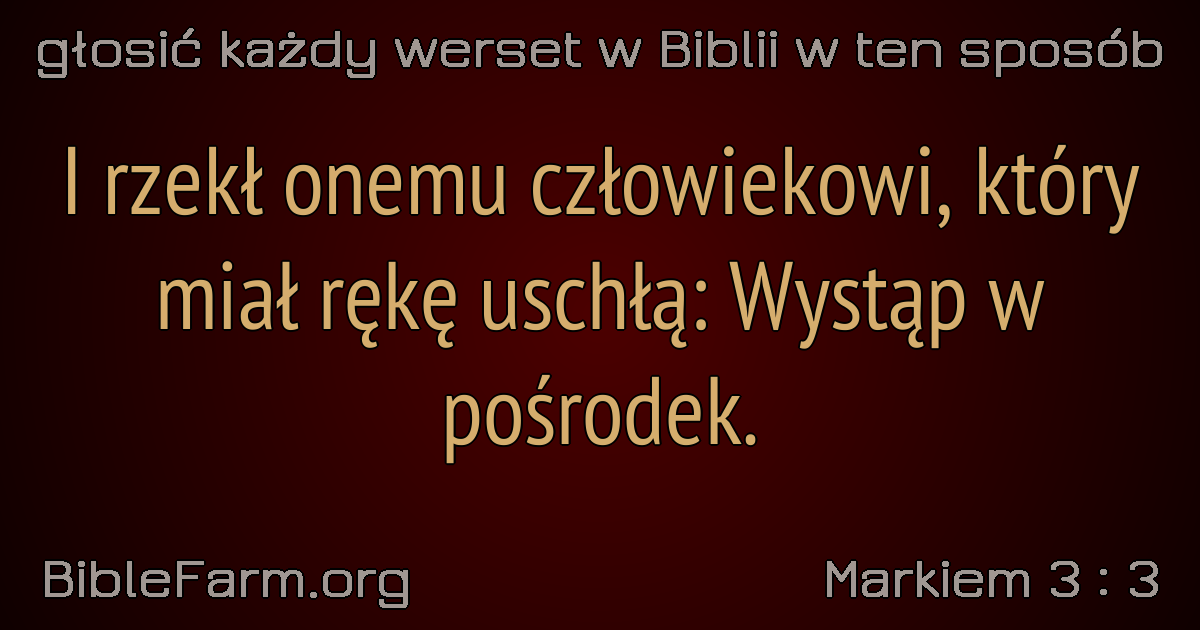 głosić każdy werset w Biblii w ten sposób
I rzekł onemu człowiekowi, który
miał rękę uschłą: Wystąp w
pośrodek.
BibleFarm.org
Markiem 3 : 3